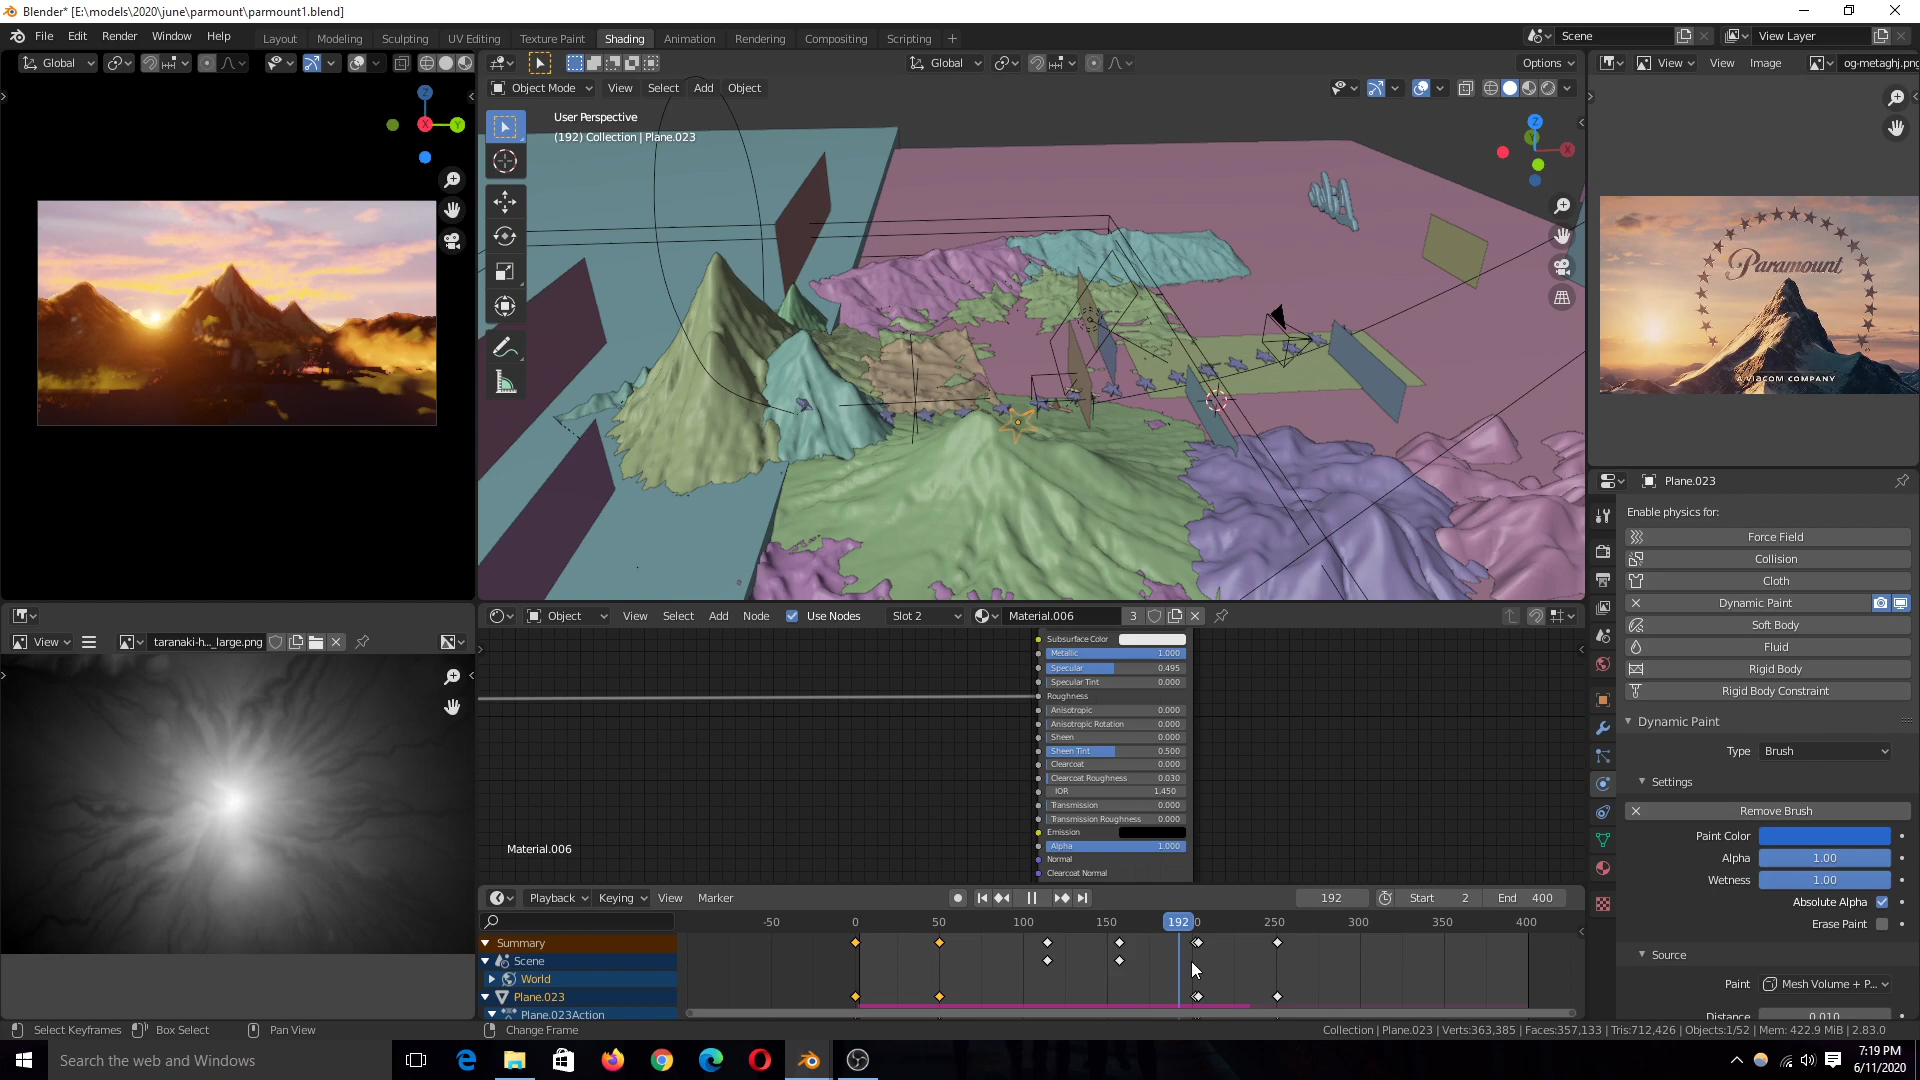 Blender* [E:\models\2020\june\parmount\parmount1.blend]
File Edit Render Window Help
Layout Modeling Sculpting UV Editing Texture Paint Shading Animation Rendering Compositing Scripting +
Scene
View Layer
Global
Global
Options
View View Image og-metaghj.png
Object Mode View Select Add Object
User Perspective
(192) Collection | Plane.023
Z
X
Y
Z
Y
X
Paramount
A VIACOM COMPANY
Plane.023
Enable physics for:
Force Field
Collision
Cloth
Dynamic Paint
Soft Body
Fluid
Rigid Body
Rigid Body Constraint
Dynamic Paint
Type Brush
Settings
Remove Brush
Paint Color
Alpha 1.00
Wetness 1.00
Absolute Alpha
Erase Paint
Source
Paint Mesh Volume + P...
Distance 0.010
View taranaki-h..._large.png
Object View Select Add Node Use Nodes Slot 2 Material.006 3
Subsurface Color
Metallic 1.000
Specular 0.495
Specular Tint 0.000
Roughness
Anisotropic 0.000
Anisotropic Rotation 0.000
Sheen 0.000
Sheen Tint 0.500
Clearcoat 0.000
Clearcoat Roughness 0.030
IOR 1.450
Transmission 0.000
Transmission Roughness 0.000
Emission
Alpha 1.000
Normal
Clearcoat Normal
Material.006
Playback Keying View Marker 192 Start 2 End 400
-50 0 50 100 150 192 250 300 350 400
Summary
Scene
World
Plane.023
Plane.023Action
Select Keyframes Box Select Pan View Change Frame
Collection | Plane.023 | Verts:363,385 | Faces:357,133 | Tris:712,426 | Objects:1/52 | Mem: 422.9 MiB | 2.83.0
Search the web and Windows
7:19 PM
6/11/2020